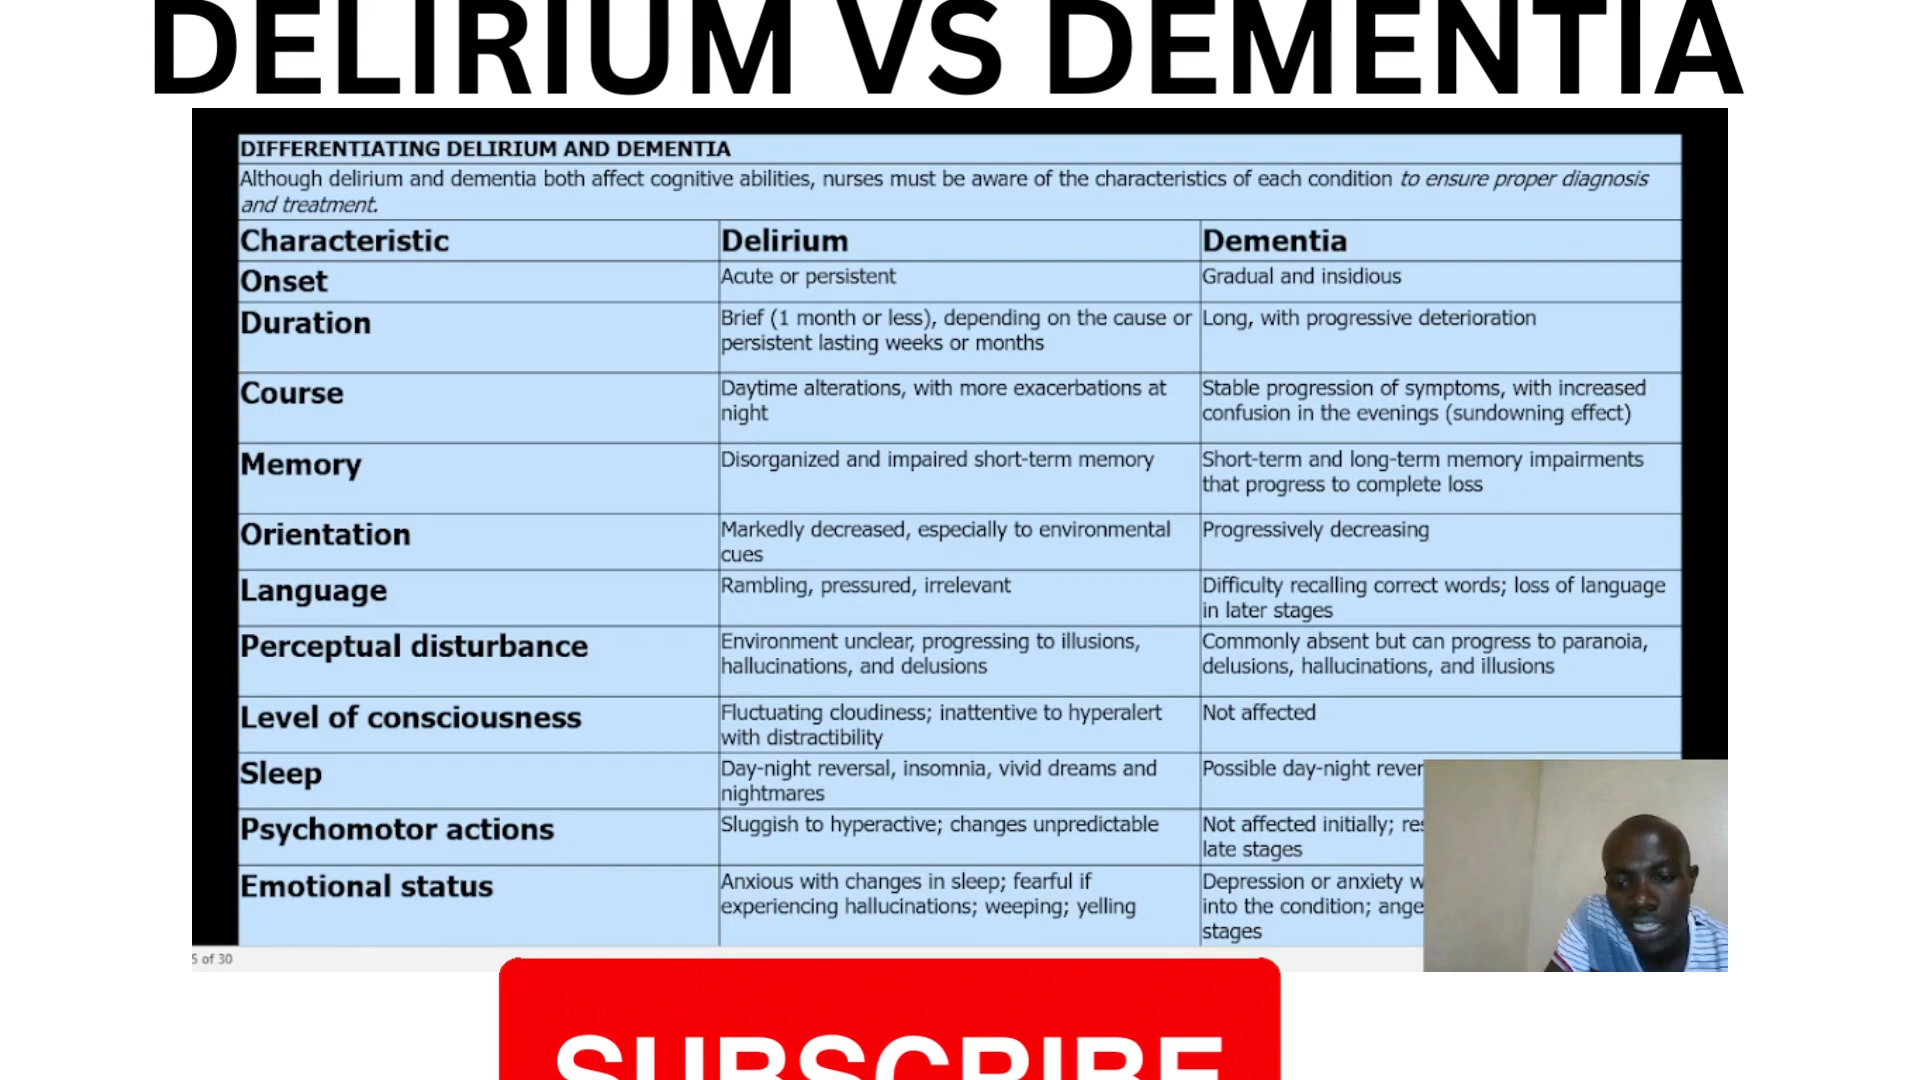 DELIRIUM VS DEMENTIA
DIFFERENTIATING DELIRIUM AND DEMENTIA
Although delirium and dementia both affect cognitive abilities, nurses must be aware of the characteristics of each condition to ensure proper diagnosis
and treatment.
Characteristic
Delirium
Dementia
Onset
Acute or persistent
Gradual and insidious
Duration
Brief (1 month or less), depending on the cause or
persistent lasting weeks or months
Long, with progressive deterioration
Course
Daytime alterations, with more exacerbations at
night
Stable progression of symptoms, with increased
confusion in the evenings (sundowning effect)
Memory
Disorganized and impaired short-term memory
Short-term and long-term memory impairments
that progress to complete loss
Orientation
Markedly decreased, especially to environmental
cues
Progressively decreasing
Language
Rambling, pressured, irrelevant
Difficulty recalling correct words; loss of language
in later stages
Perceptual disturbance
Environment unclear, progressing to illusions,
hallucinations, and delusions
Commonly absent but can progress to paranoia,
delusions, hallucinations, and illusions
Level of consciousness
Fluctuating cloudiness; inattentive to hyperalert
with distractibility
Not affected
Sleep
Day-night reversal, insomnia, vivid dreams and
nightmares
Possible day-night
Psychomotor actions
Sluggish to hyperactive; changes unpredictable
Not affected initially;
late stages
Emotional status
Anxious with changes in sleep; fearful if
experiencing hallucinations; weeping; yelling
Depression or anxiety
into the condition;
stages
of 30
SUBSCRIBE